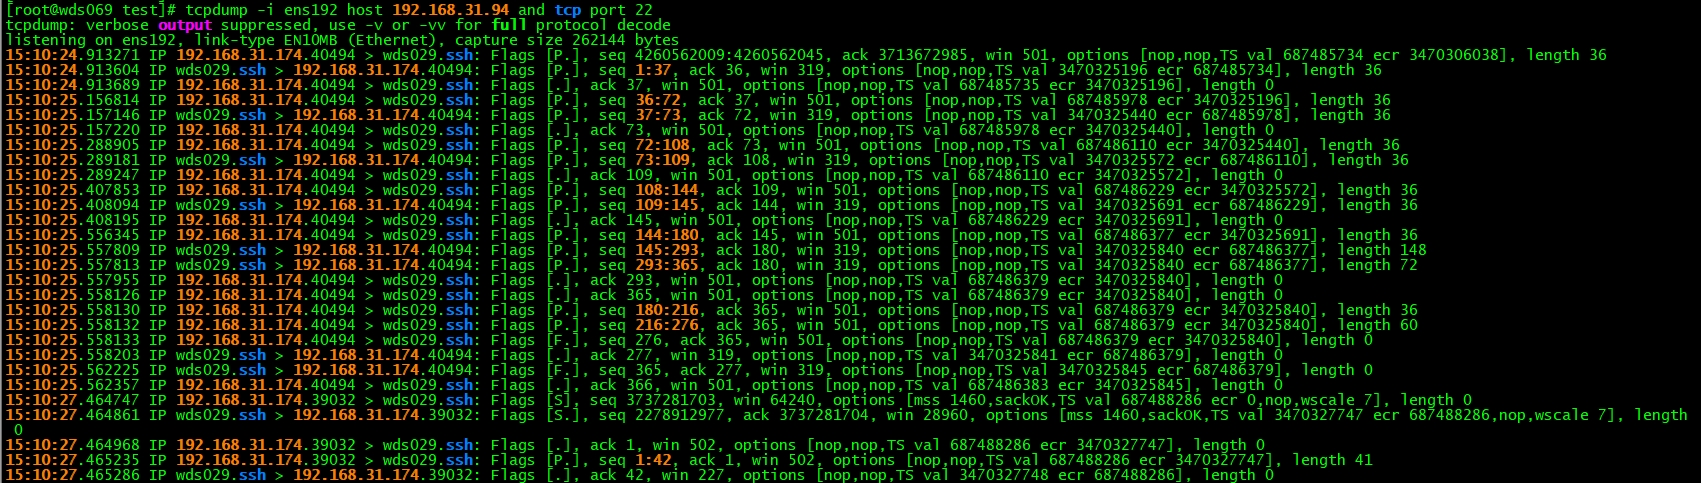 [root@wds069 test]# tcpdump -i ens192 host 192.168.31.94 and tcp port 22
tcpdump: verbose output suppressed, use -v or -vv for full protocol decode
listening on ens192, link-type EN10MB (Ethernet), capture size 262144 bytes
15:10:24.913271 IP 192.168.31.174.40494 > wds029.ssh: Flags [P.], seq 4260562009:4260562045, ack 3713672985, win 501, options [nop,nop,TS val 687485734 ecr 3470306038], length 36
15:10:24.913604 IP wds029.ssh > 192.168.31.174.40494: Flags [P.], seq 1:37, ack 36, win 319, options [nop,nop,TS val 3470325196 ecr 687485734], length 36
15:10:24.913689 IP 192.168.31.174.40494 > wds029.ssh: Flags [.], ack 37, win 501, options [nop,nop,TS val 687485735 ecr 3470325196], length 0
15:10:25.156814 IP 192.168.31.174.40494 > wds029.ssh: Flags [P.], seq 36:72, ack 37, win 501, options [nop,nop,TS val 687485978 ecr 3470325196], length 36
15:10:25.157146 IP wds029.ssh > 192.168.31.174.40494: Flags [P.], seq 37:73, ack 72, win 319, options [nop,nop,TS val 3470325440 ecr 687485978], length 36
15:10:25.157220 IP 192.168.31.174.40494 > wds029.ssh: Flags [.], ack 73, win 501, options [nop,nop,TS val 687485978 ecr 3470325440], length 0
15:10:25.288905 IP 192.168.31.174.40494 > wds029.ssh: Flags [P.], seq 72:108, ack 73, win 501, options [nop,nop,TS val 687486110 ecr 3470325440], length 36
15:10:25.289181 IP wds029.ssh > 192.168.31.174.40494: Flags [P.], seq 73:109, ack 108, win 319, options [nop,nop,TS val 3470325572 ecr 687486110], length 36
15:10:25.289247 IP 192.168.31.174.40494 > wds029.ssh: Flags [.], ack 109, win 501, options [nop,nop,TS val 687486110 ecr 3470325572], length 0
15:10:25.407853 IP 192.168.31.174.40494 > wds029.ssh: Flags [P.], seq 108:144, ack 109, win 501, options [nop,nop,TS val 687486229 ecr 3470325572], length 36
15:10:25.408094 IP wds029.ssh > 192.168.31.174.40494: Flags [P.], seq 109:145, ack 144, win 319, options [nop,nop,TS val 3470325691 ecr 687486229], length 36
15:10:25.408195 IP 192.168.31.174.40494 > wds029.ssh: Flags [.], ack 145, win 501, options [nop,nop,TS val 687486229 ecr 3470325691], length 0
15:10:25.556345 IP 192.168.31.174.40494 > wds029.ssh: Flags [P.], seq 144:180, ack 145, win 501, options [nop,nop,TS val 687486377 ecr 3470325691], length 36
15:10:25.557809 IP wds029.ssh > 192.168.31.174.40494: Flags [P.], seq 145:293, ack 180, win 319, options [nop,nop,TS val 3470325840 ecr 687486377], length 148
15:10:25.557813 IP wds029.ssh > 192.168.31.174.40494: Flags [P.], seq 293:365, ack 180, win 319, options [nop,nop,TS val 3470325840 ecr 687486377], length 72
15:10:25.557955 IP 192.168.31.174.40494 > wds029.ssh: Flags [.], ack 293, win 501, options [nop,nop,TS val 687486379 ecr 3470325840], length 0
15:10:25.558126 IP 192.168.31.174.40494 > wds029.ssh: Flags [.], ack 365, win 501, options [nop,nop,TS val 687486379 ecr 3470325840], length 0
15:10:25.558130 IP 192.168.31.174.40494 > wds029.ssh: Flags [P.], seq 180:216, ack 365, win 501, options [nop,nop,TS val 687486379 ecr 3470325840], length 36
15:10:25.558132 IP 192.168.31.174.40494 > wds029.ssh: Flags [P.], seq 216:276, ack 365, win 501, options [nop,nop,TS val 687486379 ecr 3470325840], length 60
15:10:25.558133 IP 192.168.31.174.40494 > wds029.ssh: Flags [F.], seq 276, ack 365, win 501, options [nop,nop,TS val 687486379 ecr 3470325840], length 0
15:10:25.558203 IP wds029.ssh > 192.168.31.174.40494: Flags [.], ack 277, win 319, options [nop,nop,TS val 3470325841 ecr 687486379], length 0
15:10:25.562225 IP wds029.ssh > 192.168.31.174.40494: Flags [F.], seq 365, ack 277, win 319, options [nop,nop,TS val 3470325845 ecr 687486379], length 0
15:10:25.562357 IP 192.168.31.174.40494 > wds029.ssh: Flags [.], ack 366, win 501, options [nop,nop,TS val 687486383 ecr 3470325845], length 0
15:10:27.464747 IP 192.168.31.174.39032 > wds029.ssh: Flags [S], seq 3737281703, win 64240, options [mss 1460,sackOK,TS val 687488286 ecr 0,nop,wscale 7], length 0
15:10:27.464861 IP wds029.ssh > 192.168.31.174.39032: Flags [S.], seq 2278912977, ack 3737281704, win 28960, options [mss 1460,sackOK,TS val 3470327747 ecr 687488286,nop,wscale 7], length
0
15:10:27.464968 IP 192.168.31.174.39032 > wds029.ssh: Flags [.], ack 1, win 502, options [nop,nop,TS val 687488286 ecr 3470327747], length 0
15:10:27.465235 IP 192.168.31.174.39032 > wds029.ssh: Flags [P.], seq 1:42, ack 1, win 502, options [nop,nop,TS val 687488286 ecr 3470327747], length 41
15:10:27.465286 IP wds029.ssh > 192.168.31.174.39032: Flags [.], ack 42, win 227, options [nop,nop,TS val 3470327748 ecr 687488286], length 0